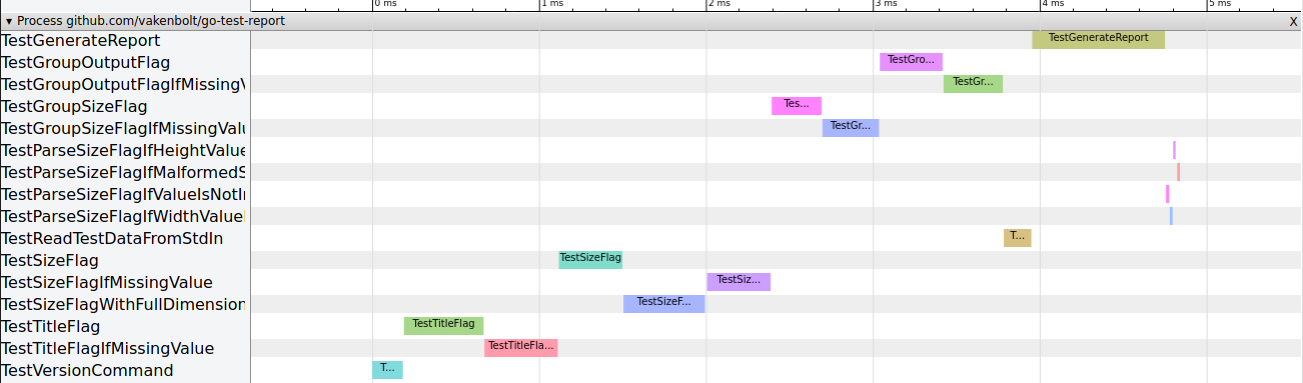 0 ms 1 ms 2 ms 3 ms 4 ms 5 ms
▼ Process github.com/vakenbolt/go-test-report X
TestGenerateReport TestGenerateReport
TestGroupOutputFlag TestGro...
TestGroupOutputFlagIfMissingV TestGr...
TestGroupSizeFlag Tes...
TestGroupSizeFlagIfMissingValu TestGr...
TestParseSizeFlagIfHeightValue
TestParseSizeFlagIfMalformedS
TestParseSizeFlagIfValueIsNotIn
TestParseSizeFlagIfWidthValueI
TestReadTestDataFromStdIn T...
TestSizeFlag TestSizeFlag
TestSizeFlagIfMissingValue TestSiz...
TestSizeFlagWithFullDimension TestSizeF...
TestTitleFlag TestTitleFlag
TestTitleFlagIfMissingValue TestTitleFla...
TestVersionCommand T...